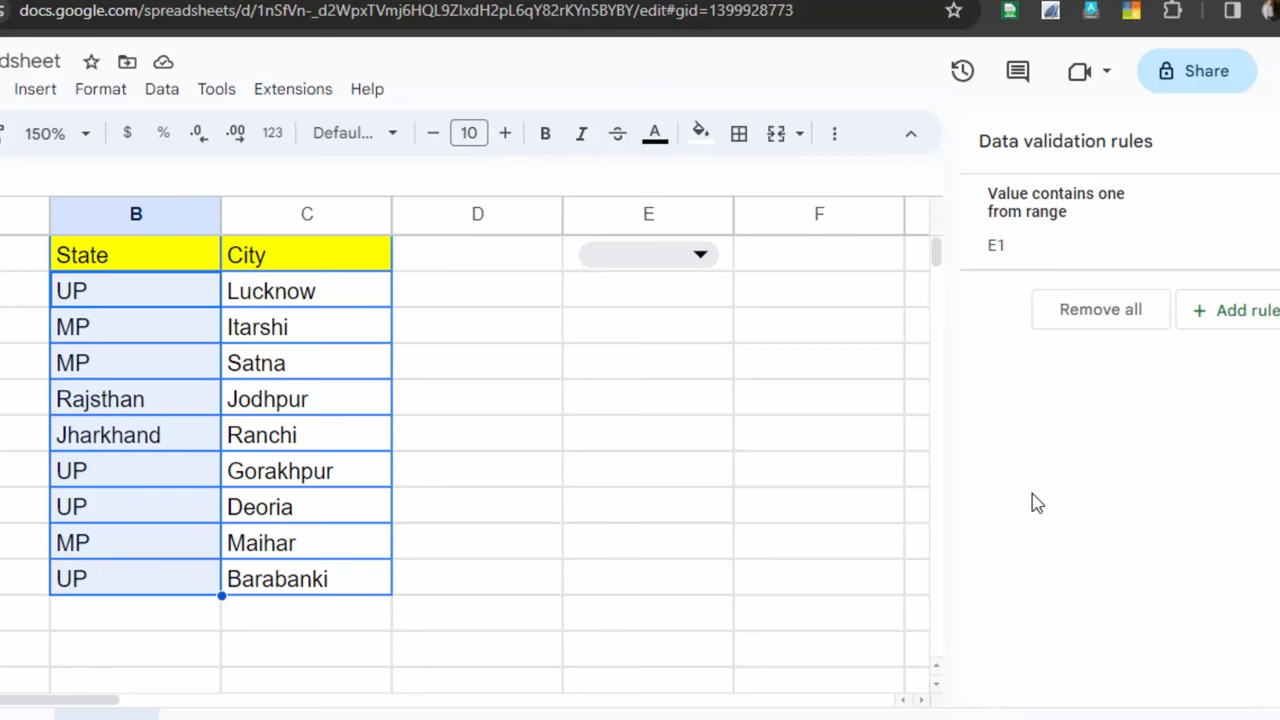 docs.google.com/spreadsheets/d/1nSfVn-_d2WpxTVmj6HQL9ZIxdH2pL6qY82rKYn5BYBY/edit#gid=1399928773
dsheet
Insert Format Data Tools Extensions Help
Share
150% $ % .0 .00 123 Defaul... - 10 + B I S A
Data validation rules
Value contains one
from range
E1
Remove all
+ Add rule
B C D E F
State City
UP Lucknow
MP Itarshi
MP Satna
Rajsthan Jodhpur
Jharkhand Ranchi
UP Gorakhpur
UP Deoria
MP Maihar
UP Barabanki